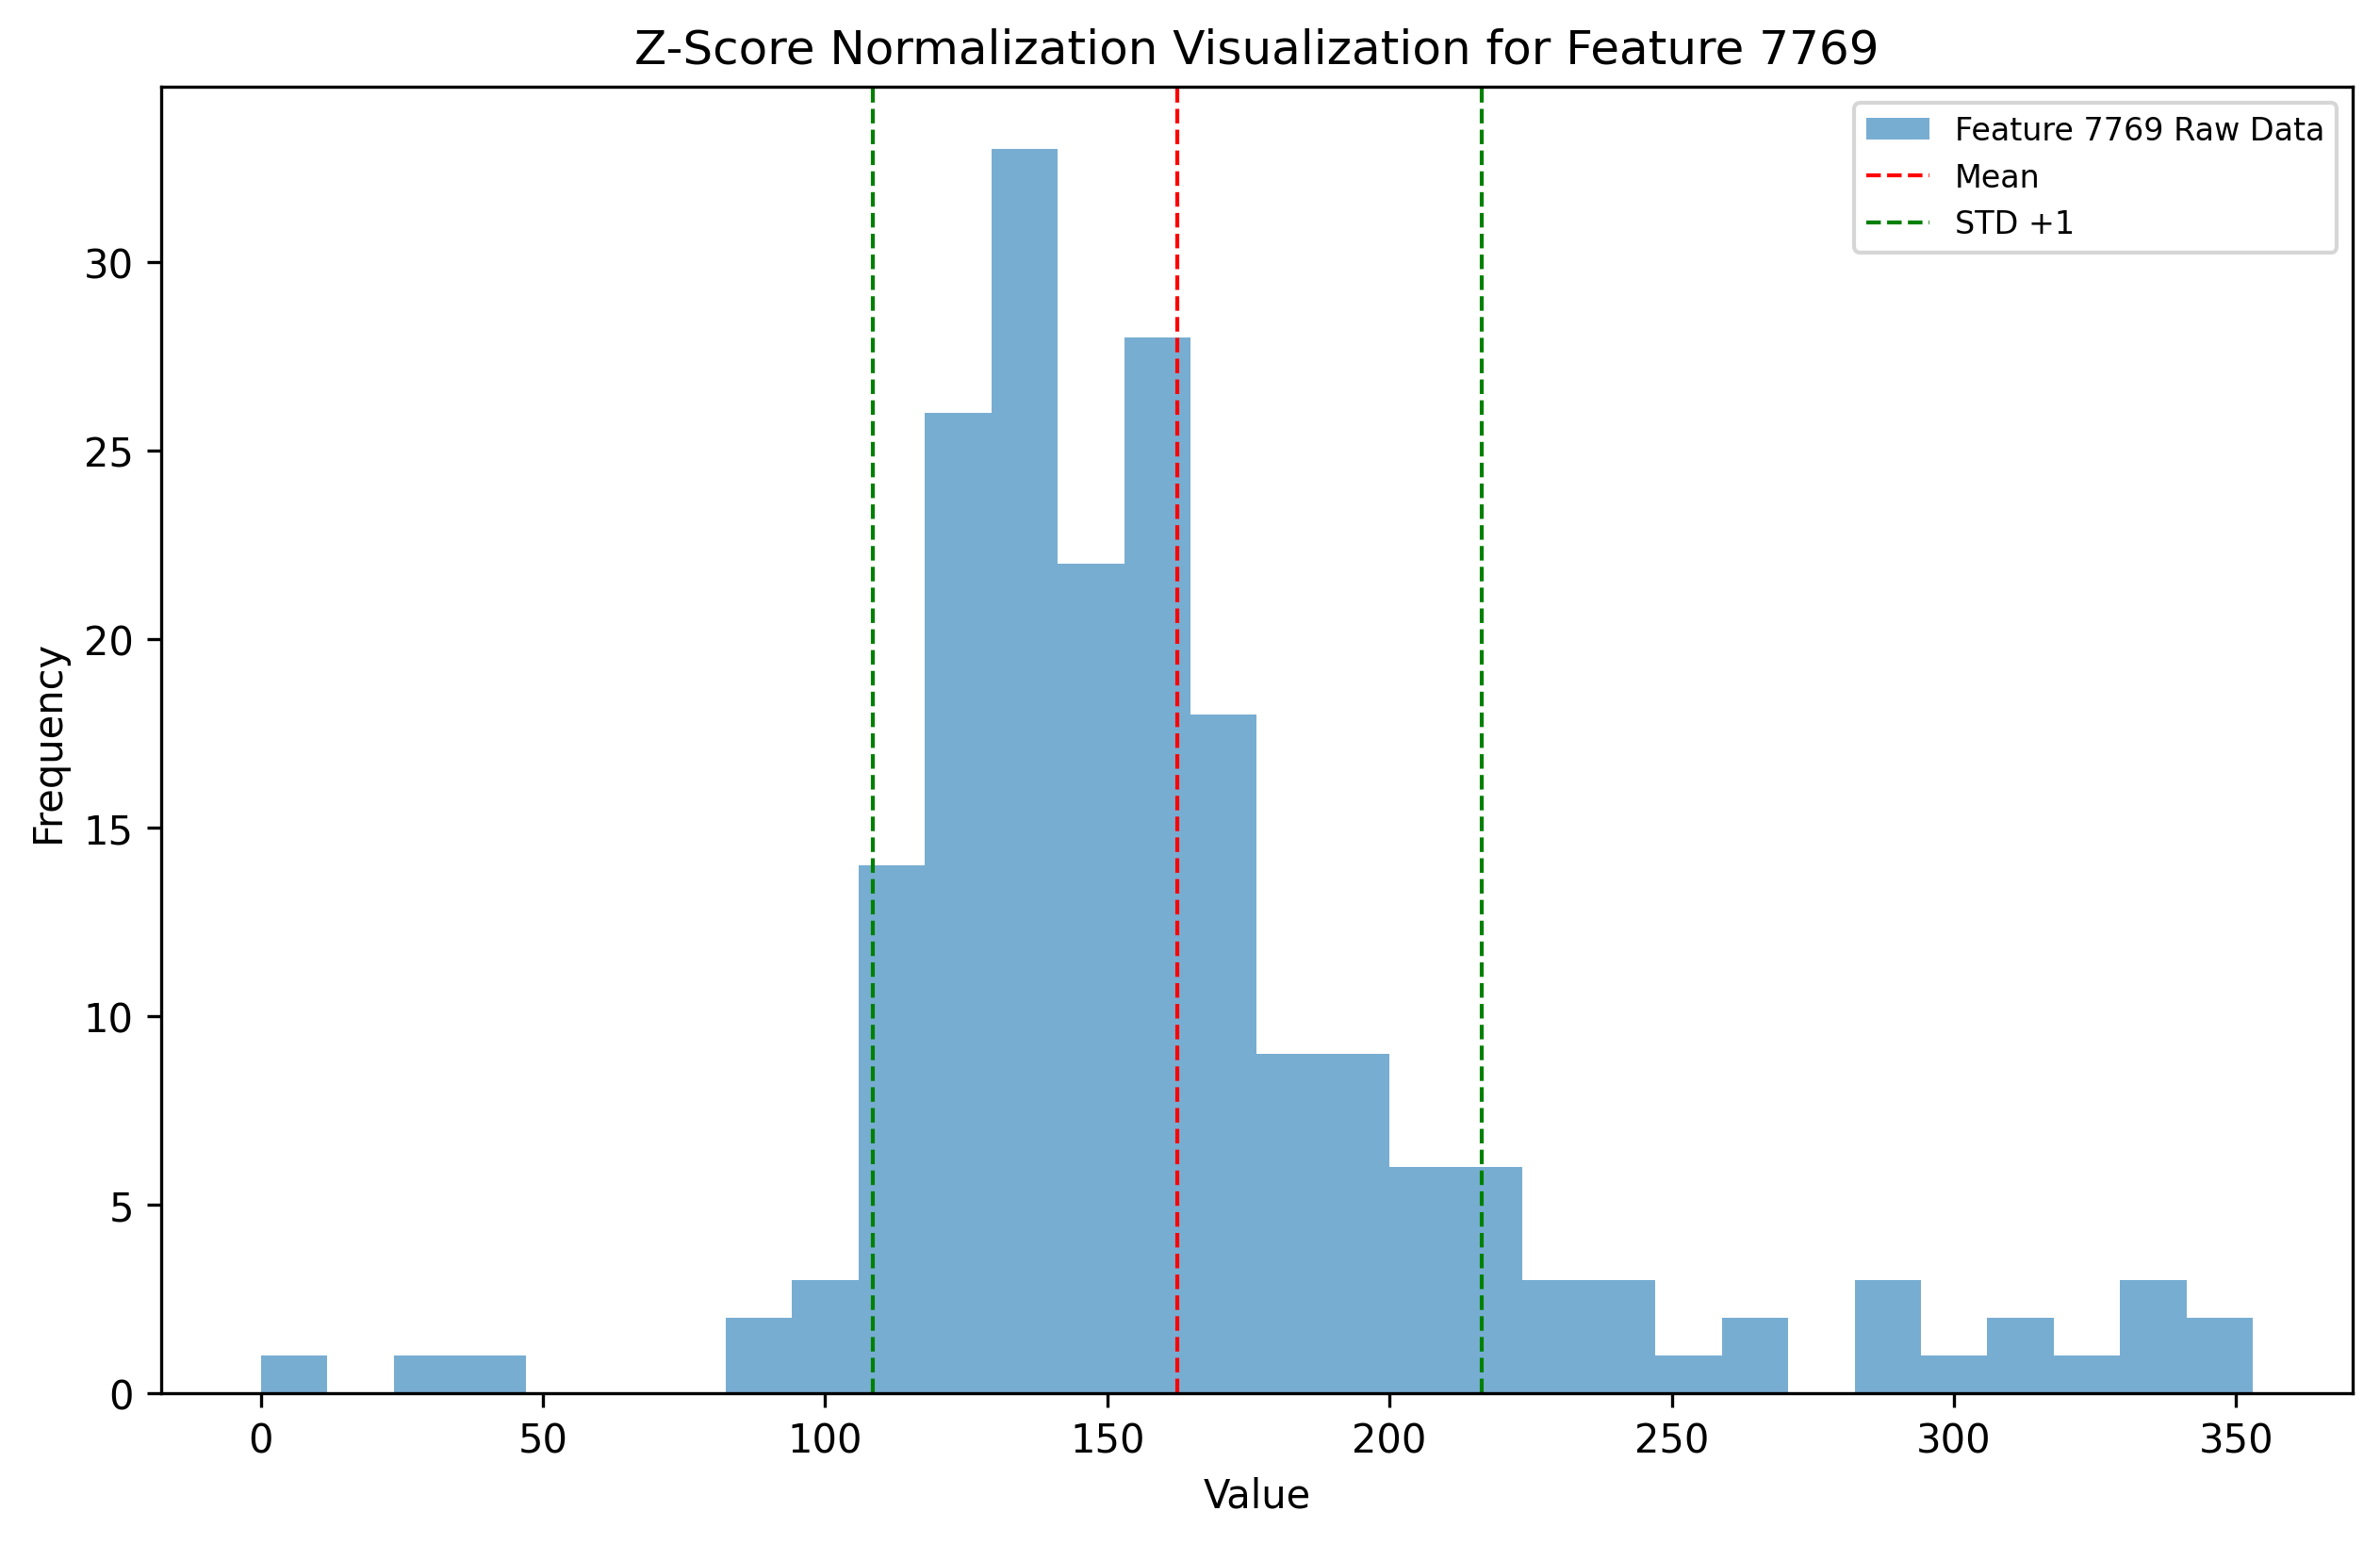 Z-Score Normalization Visualization for Feature 7769
Feature 7769 Raw Data
Mean
STD +1
30
25
20
15
10
5
0
Frequency
0 50 100 150 200 250 300 350
Value